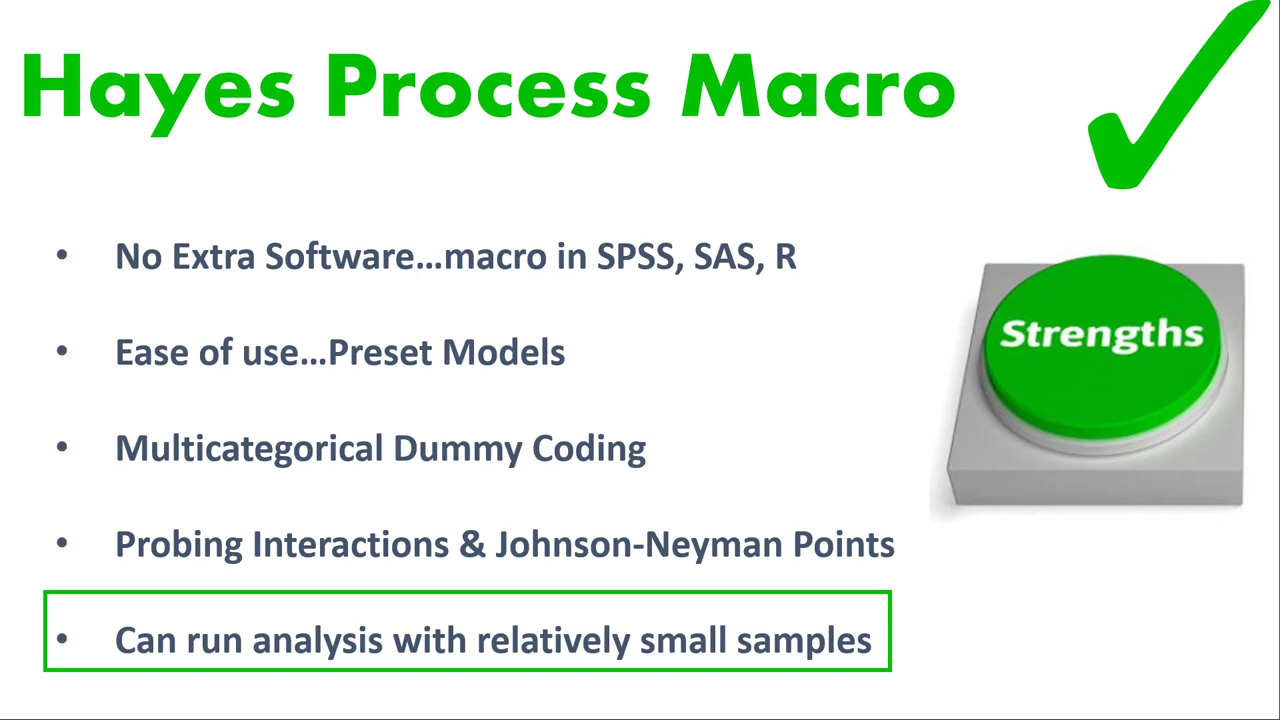 Hayes Process Macro
• No Extra Software...macro in SPSS, SAS, R
• Ease of use...Preset Models
• Multicategorical Dummy Coding
• Probing Interactions & Johnson-Neyman Points
• Can run analysis with relatively small samples
Strengths